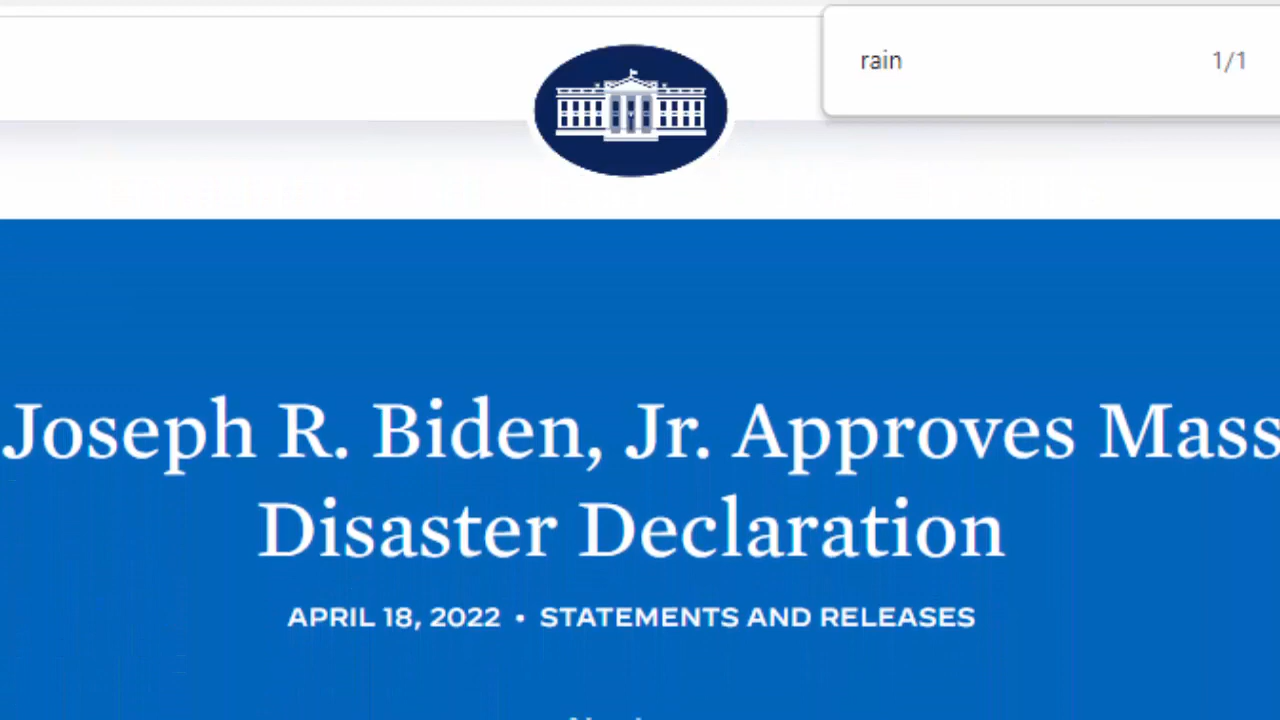 rain 1/1
Joseph R. Biden, Jr. Approves Mass
Disaster Declaration
APRIL 18, 2022 • STATEMENTS AND RELEASES